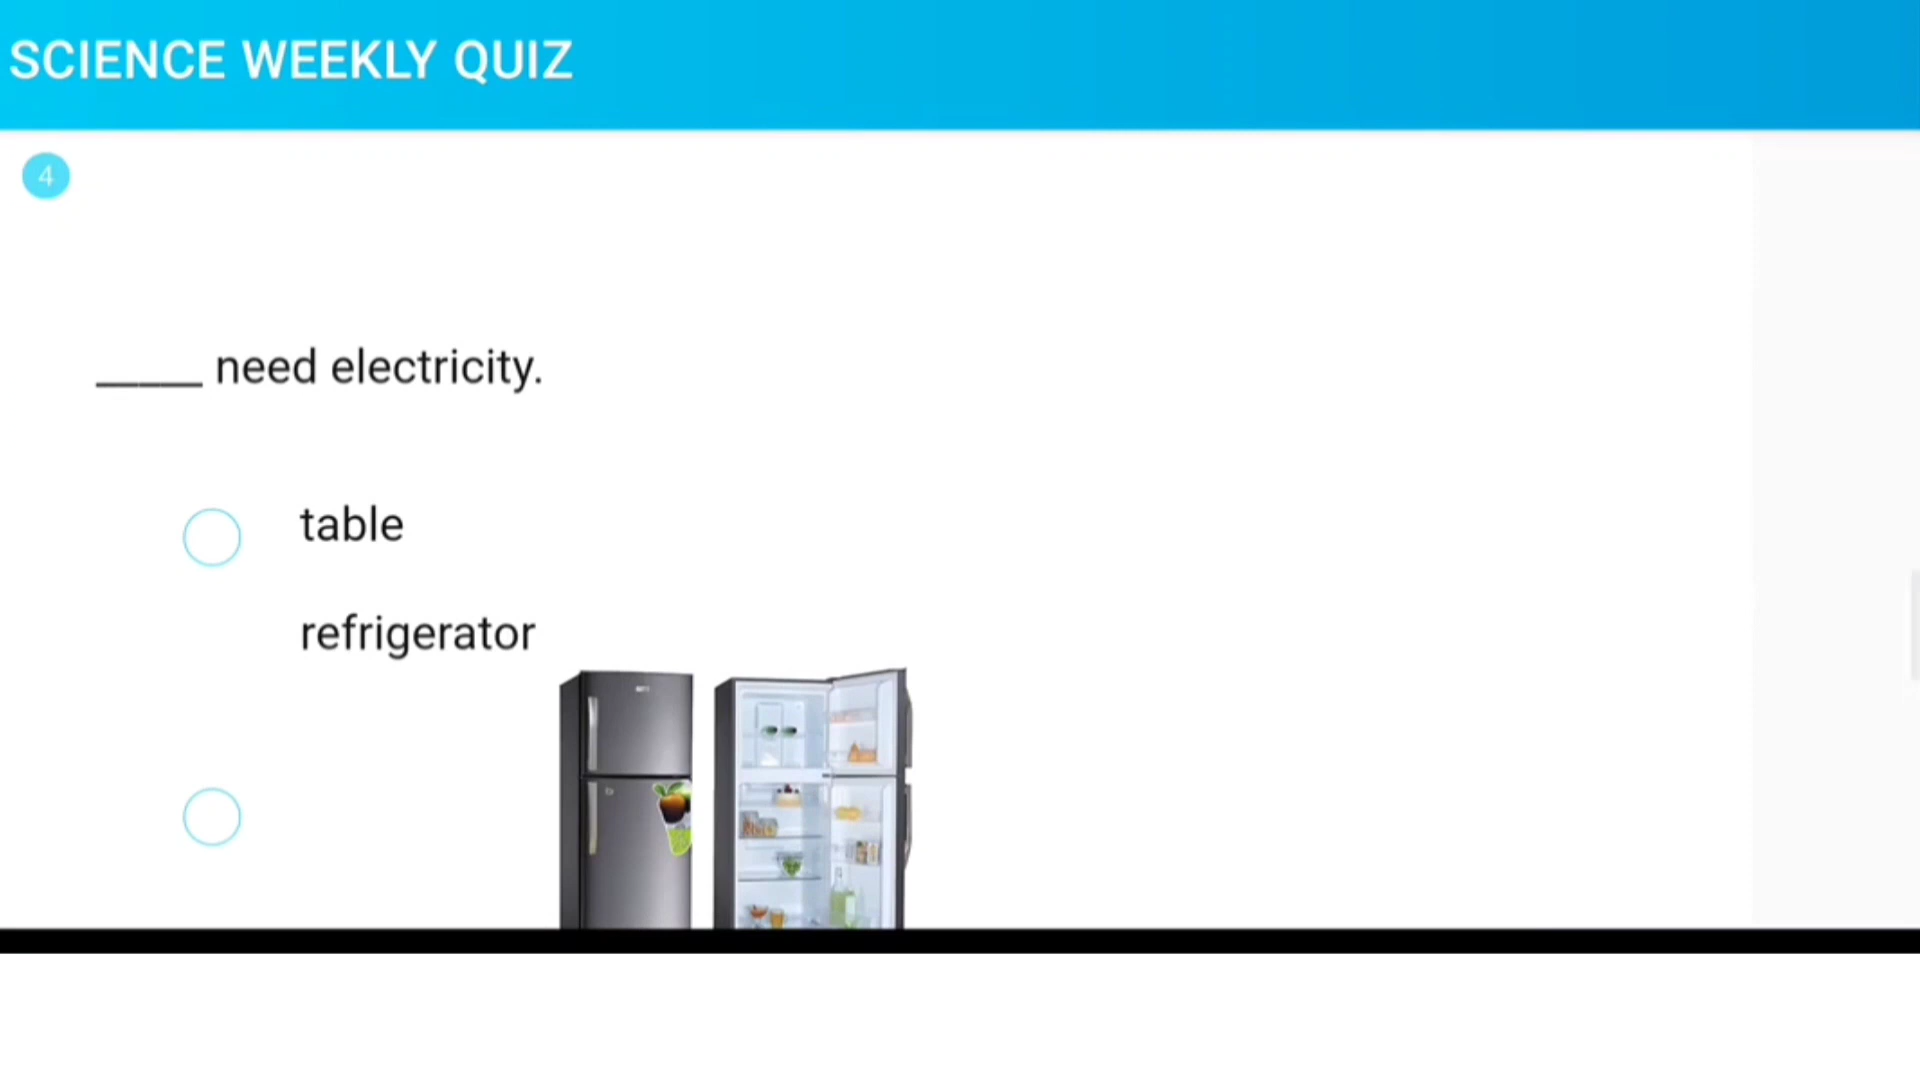 SCIENCE WEEKLY QUIZ
4
_____ need electricity.
table
refrigerator